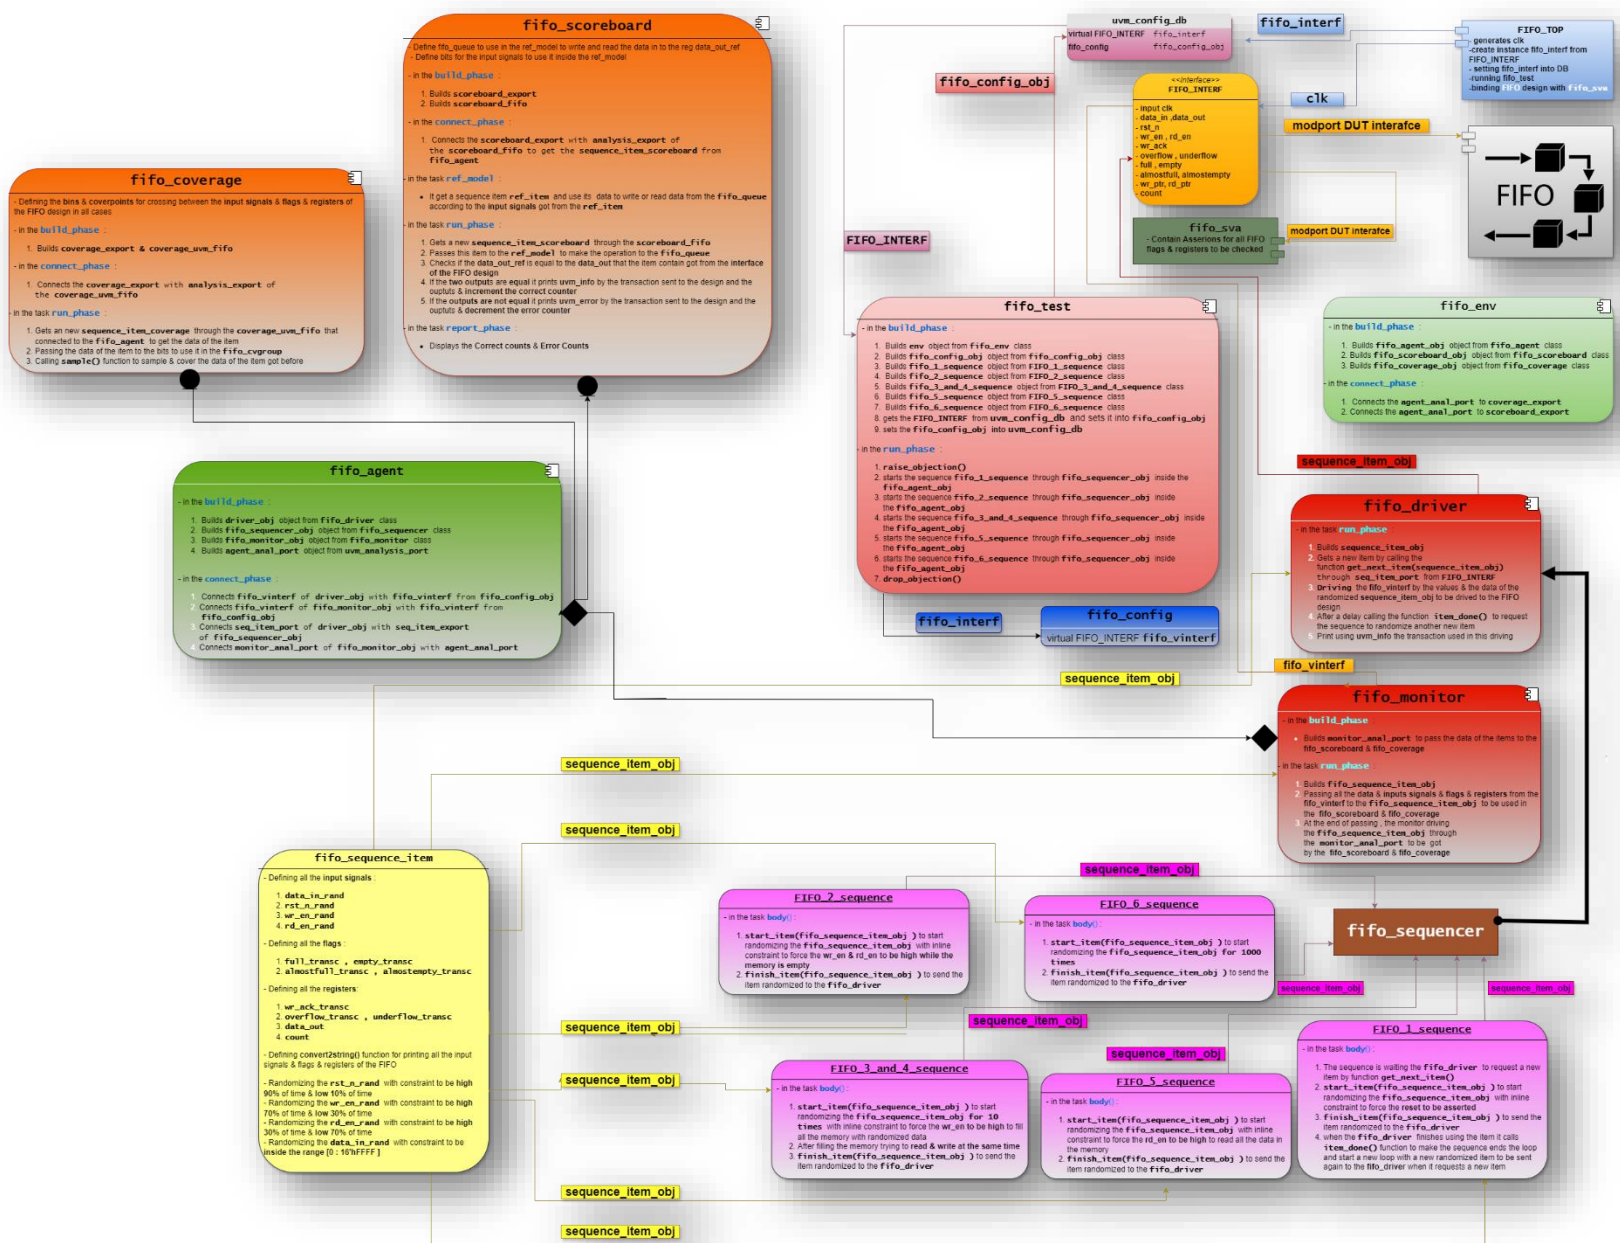 fifo_scoreboard
- Define fifo_queue to use in the ref_model to write and read the data in to the reg data_out_ref
- Define bits for the input signals to use it inside the ref_model
- in the build_phase :
1. Builds scoreboard_export
2. Builds scoreboard_fifo
- in the connect_phase :
1. Connects the scoreboard_export with analysis_export of
the scoreboard_fifo to get the sequence_item_scoreboard from
fifo_agent
- in the task ref_model :
• It get a sequence item ref_item and use its data to write or read data from the fifo_queue
according to the input signals got from the ref_item
- in the task run_phase :
1. Gets a new sequence_item_scoreboard through the scoreboard_fifo
2. Passes this item to the ref_model to make the operation to the fifo_queue
3. Checks if the data_out_ref is equal to the data_out that the item contain got from the interface
of the FIFO design
4. If the two outputs are equal it prints uvm_info by the transaction sent to the design and the
ouptuts & increment the correct counter
5. If the outputs are not equal it prints uvm_error by the transaction sent to the design and the
ouptuts & decrement the error counter
- in the task report_phase :
• Displays the Correct counts & Error Counts
fifo_coverage
- Defining the bins & coverpoints for crossing between the input signals & flags & registers of
the FIFO design in all cases
- in the build_phase :
1. Builds coverage_export & coverage_uvm_fifo
- in the connect_phase :
1. Connects the coverage_export with analysis_export of
the coverage_uvm_fifo
- in the task run_phase :
1. Gets an new sequence_item_coverage through the coverage_uvm_fifo that
connected to the fifo_agent to get the data of the item
2. Passing the data of the item to the bits to use it in the fifo_cvgroup
3. Calling sample() function to sample & cover the data of the item got before
uvm_config_db
virtual FIFO_INTERF fifo_interf
fifo_config fifo_config_obj
fifo_interf
FIFO_TOP
- generates clk
-create instance fifo_interf from
FIFO_INTERF
- setting fifo_interf into DB
-running fifo_test
-binding FIFO design with fifo_sva
fifo_config_obj
clk
<<interface>>
FIFO_INTERF
- input clk
- data_in ,data_out
- rst_n
- wr_en , rd_en
- wr_ack
- overflow , underflow
- full , empty
- almostfull, almostempty
- wr_ptr, rd_ptr
- count
modport DUT interafce
FIFO
fifo_sva
- Contain Asserions for all FIFO
flags & registers to be checked
modport DUT interafce
FIFO_INTERF
fifo_test
- in the build_phase :
1. Builds env object from fifo_env class
2. Builds fifo_config_obj object from fifo_config_obj class
3. Builds fifo_1_sequence object from FIFO_1_sequence class
4. Builds fifo_2_sequence object from FIFO_2_sequence class
5. Builds fifo_3_and_4_sequence object from FIFO_3_and_4_sequence class
6. Builds fifo_5_sequence object from FIFO_5_sequence class
7. Builds fifo_6_sequence object from FIFO_6_sequence class
8. gets the FIFO_INTERF from uvm_config_db and sets it into fifo_config_obj
9. sets the fifo_config_obj into uvm_config_db
- in the run_phase :
1. raise_objection()
2. starts the sequence fifo_1_sequence through fifo_sequencer_obj inside the
fifo_agent_obj
3. starts the sequence fifo_2_sequence through fifo_sequencer_obj inside
the fifo_agent_obj
4. starts the sequence fifo_3_and_4_sequence through fifo_sequencer_obj inside
the fifo_agent_obj
5. starts the sequence fifo_5_sequence through fifo_sequencer_obj inside
the fifo_agent_obj
6. starts the sequence fifo_6_sequence through fifo_sequencer_obj inside
the fifo_agent_obj
7. drop_objection()
fifo_env
- in the build_phase :
1. Builds fifo_agent_obj object from fifo_agent class
2. Builds fifo_scoreboard_obj object from fifo_scoreboard class
3. Builds fifo_coverage_obj object from fifo_coverage class
- in the connect_phase :
1. Connects the agent_anal_port to coverage_export
2. Connects the agent_anal_port to scoreboard_export
fifo_agent
- in the build_phase :
1. Builds driver_obj object from fifo_driver class
2. Builds fifo_sequencer_obj object from fifo_sequencer class
3. Builds fifo_monitor_obj object from fifo_monitor class
4. Builds agent_anal_port object from uvm_analysis_port
- in the connect_phase :
1. Connects fifo_vinterf of driver_obj with fifo_vinterf from fifo_config_obj
2. Connects fifo_vinterf of fifo_monitor_obj with fifo_vinterf from
fifo_config_obj
3. Connects seq_item_port of driver_obj with seq_item_export
of fifo_sequencer_obj
4. Connects monitor_anal_port of fifo_monitor_obj with agent_anal_port
sequence_item_obj
fifo_driver
- in the task run_phase :
1. Builds sequence_item_obj
2. Gets a new item by calling the
function get_next_item(sequence_item_obj)
through seq_item_port from FIFO_INTERF
3. Driving the fifo_vinterf by the values & the data of the
randomized sequence_item_obj to be drived to the FIFO
design
4. After a delay calling the function item_done() to request
the sequence to randomize another new item
5. Print using uvm_info the transaction used in this driving
fifo_interf
fifo_config
virtual FIFO_INTERF fifo_vinterf
fifo_vinterf
sequence_item_obj
fifo_monitor
- in the build_phase :
• Builds monitor_anal_port to pass the data of the items to the
fifo_scoreboard & fifo_coverage
- in the task run_phase :
1. Builds fifo_sequence_item_obj
2. Passing all the data & inputs signals & flags & registers from the
fifo_vinterf to the fifo_sequence_item_obj to be used in
the fifo_scoreboard & fifo_coverage
3. At the end of passing , the monitor driving
the fifo_sequence_item_obj through
the monitor_anal_port to be got
by the fifo_scoreboard & fifo_coverage
sequence_item_obj
sequence_item_obj
fifo_sequence_item
- Defining all the input signals :
1. data_in_rand
2. rst_n_rand
3. wr_en_rand
4. rd_en_rand
- Defining all the flags :
1. full_transc , empty_transc
2. almostfull_transc , almostempty_transc
- Defining all the registers:
1. wr_ack_transc
2. overflow_transc , underflow_transc
3. data_out
4. count
- Defining convert2string() function for printing all the input
signals & flags & registers of the FIFO
- Randomizing the rst_n_rand with constraint to be high
90% of time & low 10% of time
- Randomizing the wr_en_rand with constraint to be high
70% of time & low 30% of time
- Randomizing the rd_en_rand with constraint to be high
30% of time & low 70% of time
- Randomizing the data_in_rand with constraint to be
inside the range [0 : 16'hFFFF ]
sequence_item_obj
FIFO_2_sequence
- in the task body() :
1. start_item(fifo_sequence_item_obj ) to start
randomizing the fifo_sequence_item_obj with inline
constraint to force the wr_en & rd_en to be high while the
memory is empty
2. finish_item(fifo_sequence_item_obj ) to send the
item randomized to the fifo_driver
FIFO_6_sequence
- in the task body() :
1. start_item(fifo_sequence_item_obj ) to start
randomizing the fifo_sequence_item_obj for 1000
times
2. finish_item(fifo_sequence_item_obj ) to send the
item randomized to the fifo_driver
fifo_sequencer
sequence_item_obj
sequence_item_obj
sequence_item_obj
sequence_item_obj
sequence_item_obj
FIFO_3_and_4_sequence
- in the task body() :
1. start_item(fifo_sequence_item_obj ) to start
randomizing the fifo_sequence_item_obj for 10
times with inline constraint to force the wr_en to be high to fill
all the memory with randomized data
2. After filling the memory trying to read & write at the same time
3. finish_item(fifo_sequence_item_obj ) to send the
item randomized to the fifo_driver
sequence_item_obj
FIFO_5_sequence
- in the task body() :
1. start_item(fifo_sequence_item_obj ) to start
randomizing the fifo_sequence_item_obj with inline
constraint to force the rd_en to be high to read all the data in
the memory
2. finish_item(fifo_sequence_item_obj ) to send the
item randomized to the fifo_driver
FIFO_1_sequence
- in the task body() :
1. The sequence is waiting the fifo_driver to request a new
item by function get_next_item()
2. start_item(fifo_sequence_item_obj ) to start
randomizing the fifo_sequence_item_obj with inline
constraint to force the reset to be asserted
3. finish_item(fifo_sequence_item_obj ) to send the
item randomized to the fifo_driver
4. when the fifo_driver finishes using the item it calls
item_done() function to make the sequence ends the loop
and start a new loop with a new randomized item to be sent
again to the fifo_driver when it requests a new item
sequence_item_obj
sequence_item_obj